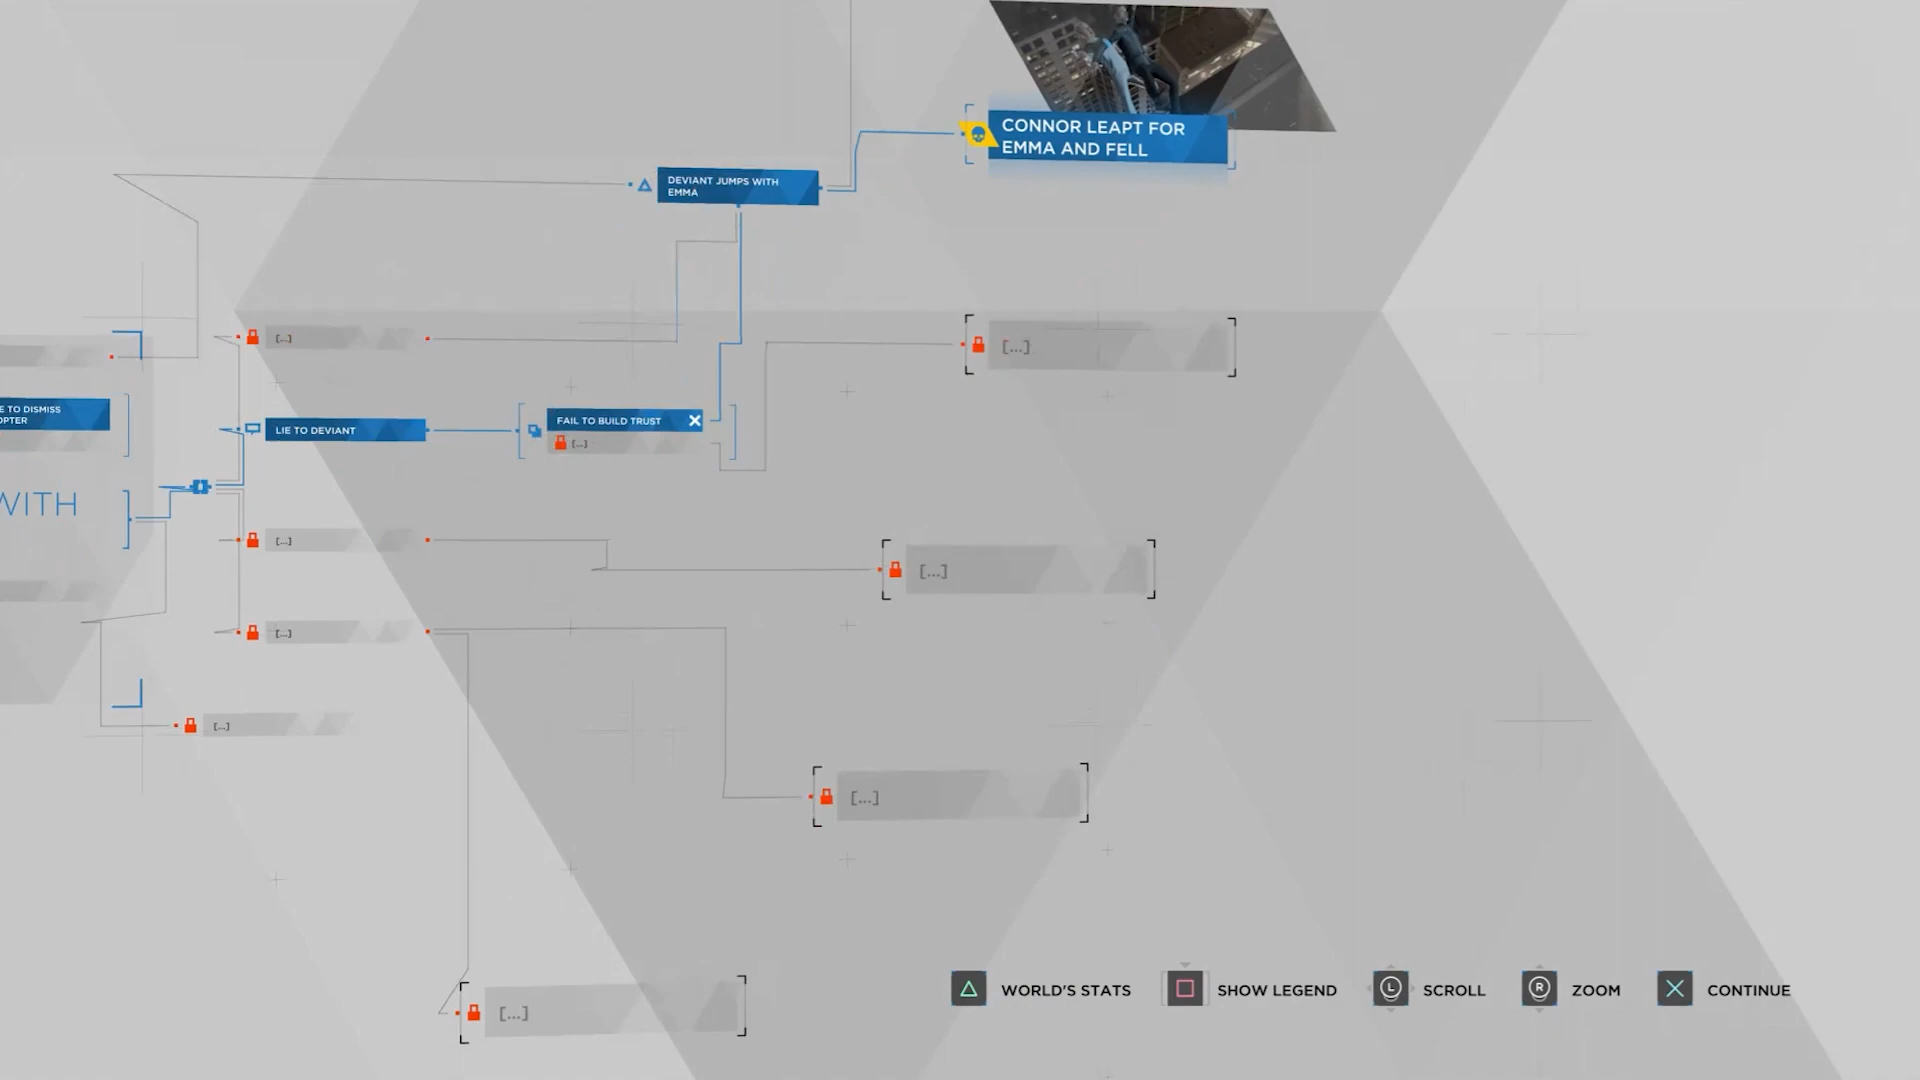 CONNOR LEAPT FOR
EMMA AND FELL
DEVIANT JUMPS WITH
EMMA
[...]
[...]
E TO DISMISS
OPTER
LIE TO DEVIANT
FAIL TO BUILD TRUST
[...]
WITH
[...]
[...]
[...]
[...]
[...]
[...]
WORLD'S STATS
SHOW LEGEND
L
SCROLL
R
ZOOM
CONTINUE